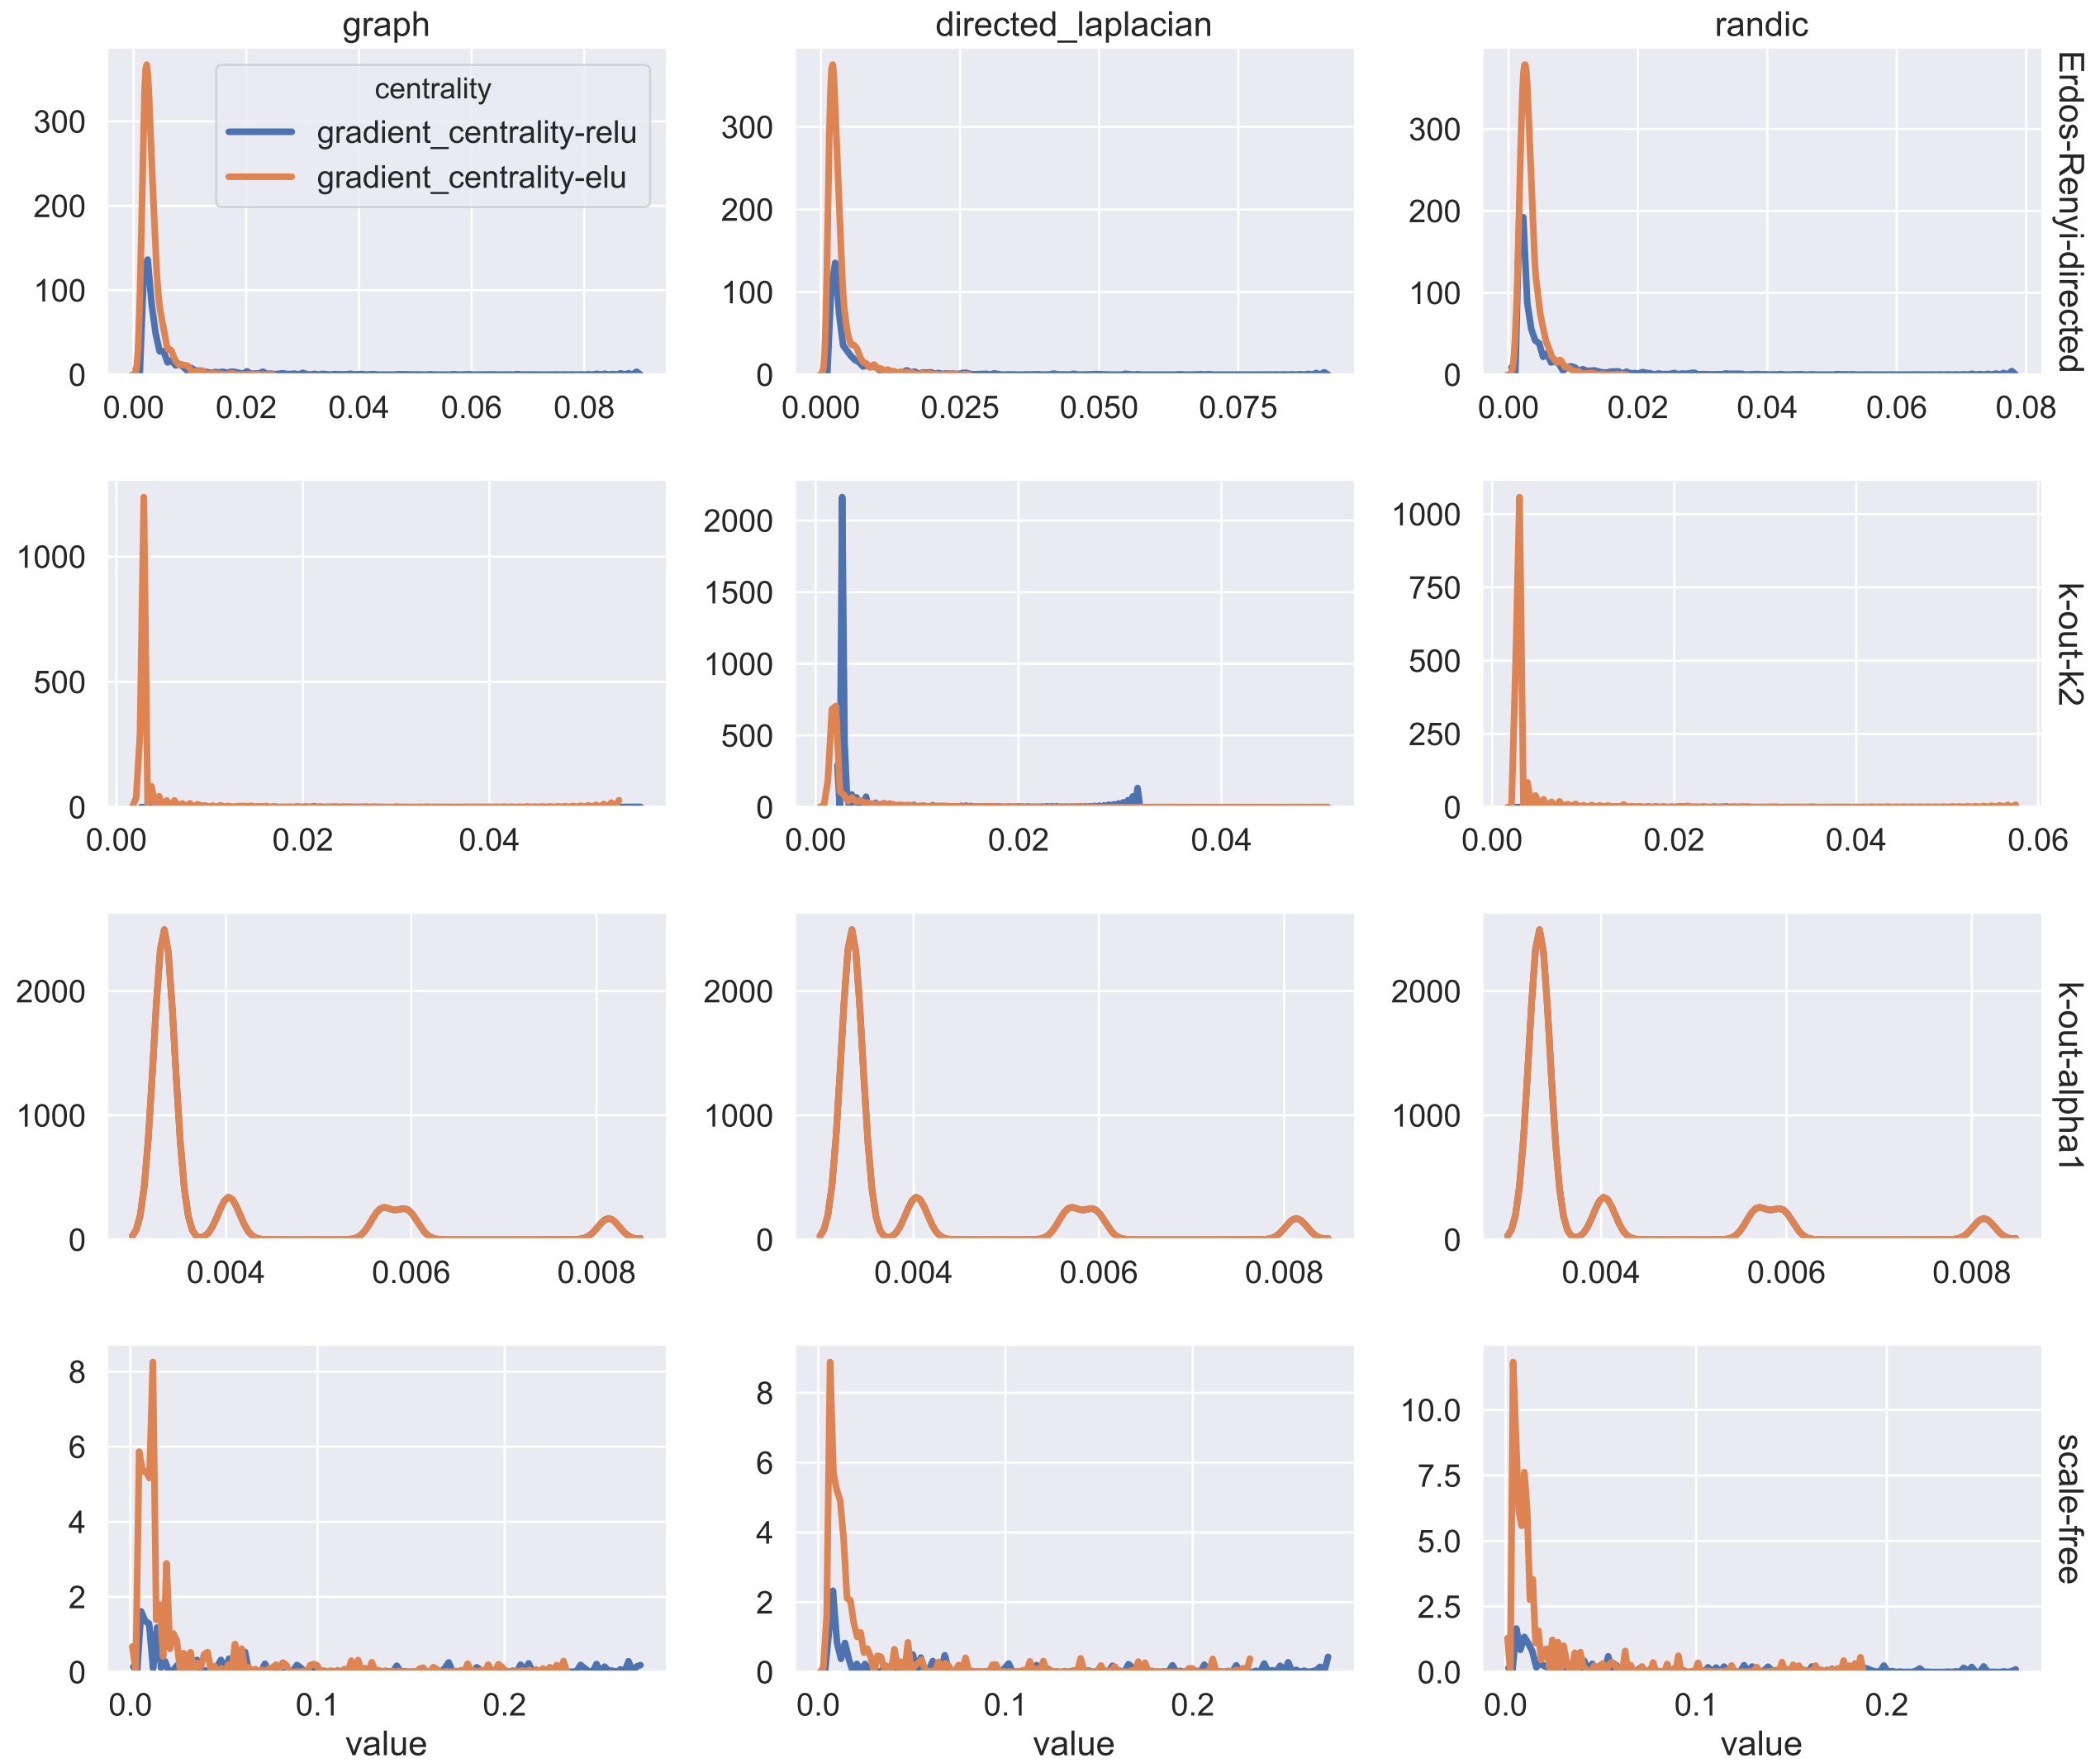 graph
directed_laplacian
randic
centrality
gradient_centrality-relu
gradient_centrality-elu
300
200
100
0
0.00 0.02 0.04 0.06 0.08
300
200
100
0
0.000 0.025 0.050 0.075
300
200
100
0
0.00 0.02 0.04 0.06 0.08
Erdos-Renyi-directed
1000
500
0
0.00 0.02 0.04
2000
1500
1000
500
0
0.00 0.02 0.04
1000
750
500
250
0
0.00 0.02 0.04 0.06
k-out-k2
2000
1000
0
0.004 0.006 0.008
2000
1000
0
0.004 0.006 0.008
2000
1000
0
0.004 0.006 0.008
k-out-alpha1
8
6
4
2
0
0.0 0.1 0.2
value
8
6
4
2
0
0.0 0.1 0.2
value
10.0
7.5
5.0
2.5
0.0
0.0 0.1 0.2
value
scale-free